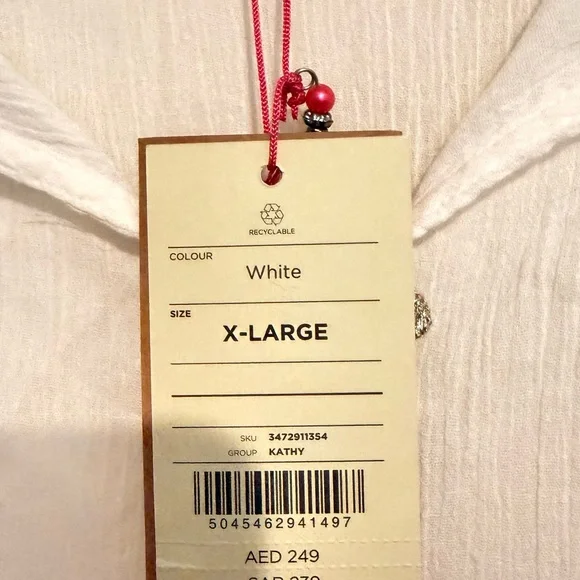 RECYCLABLE
COLOUR
White
SIZE
X-LARGE
SKU 3472911354
GROUP KATHY
5045462941497
AED 249